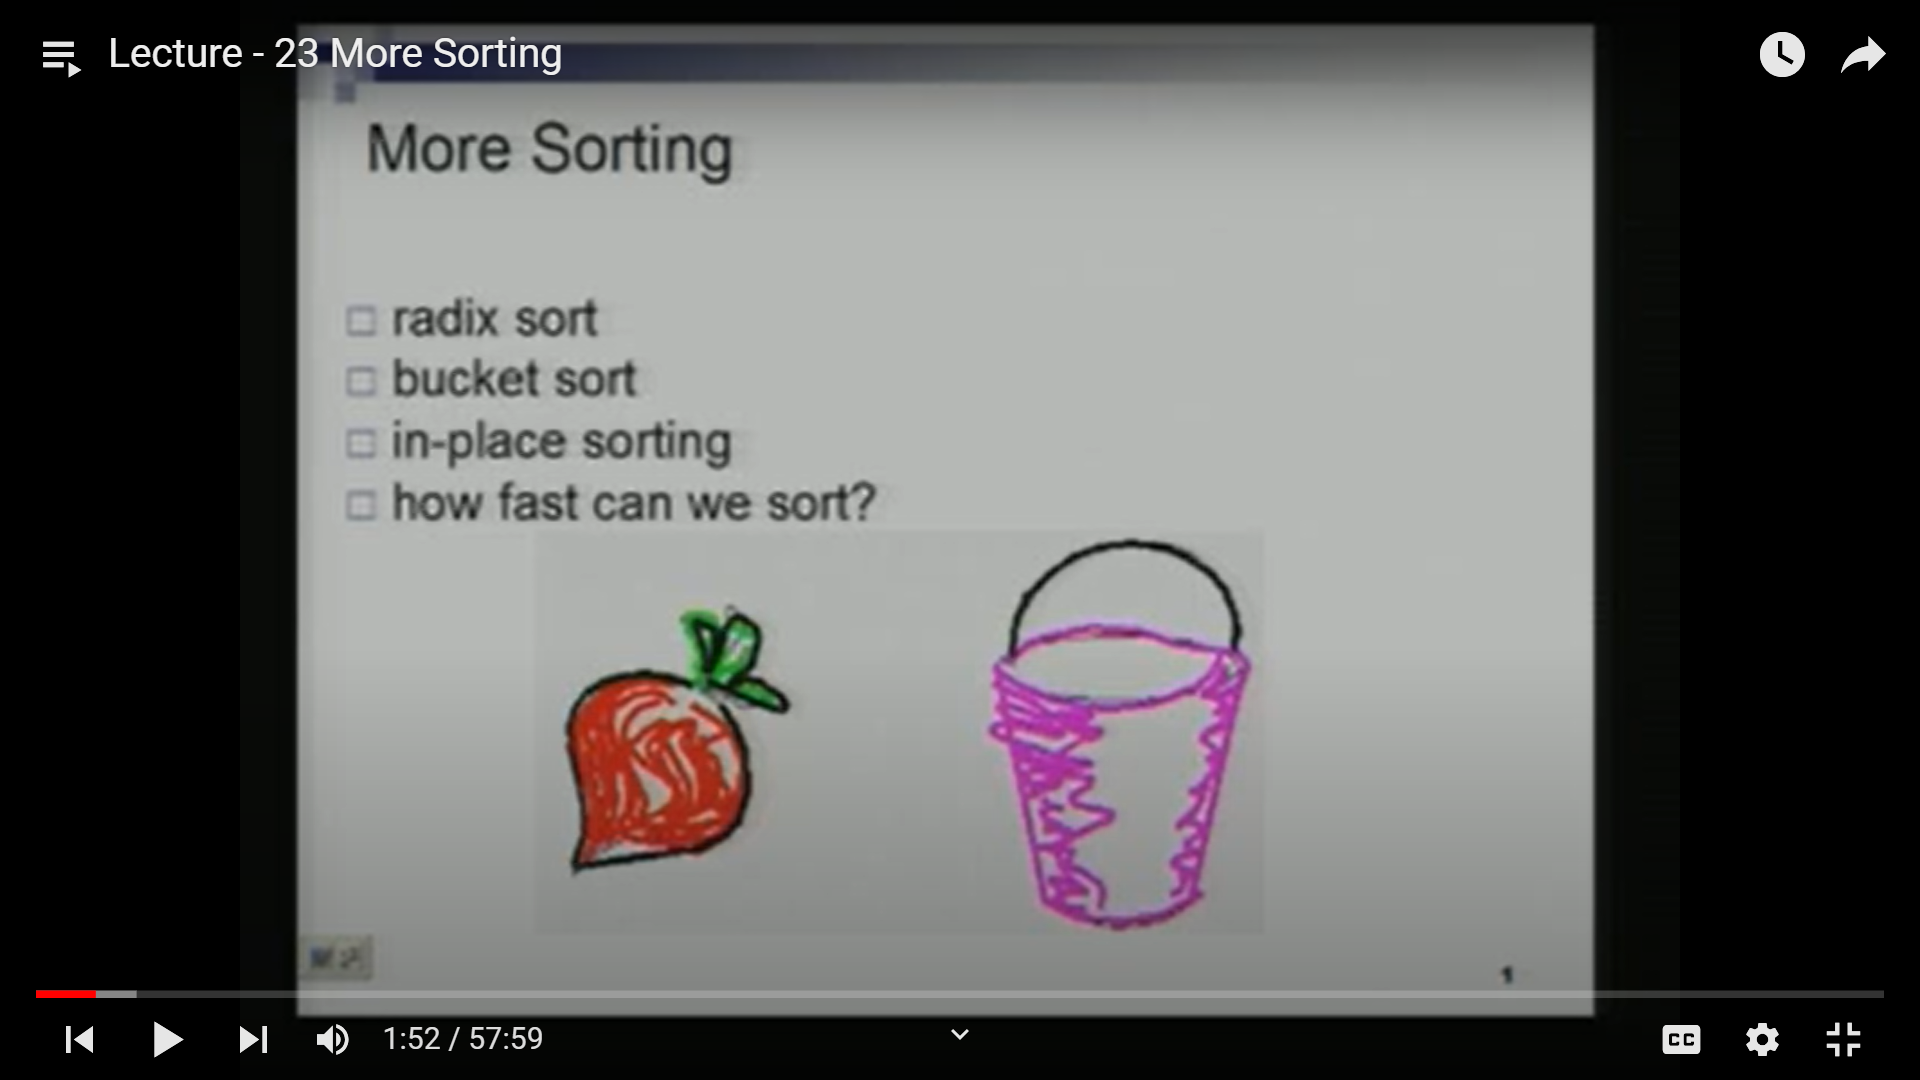 Lecture - 23 More Sorting
More Sorting
radix sort
bucket sort
in-place sorting
how fast can we sort?
1
1:52 / 57:59
CC